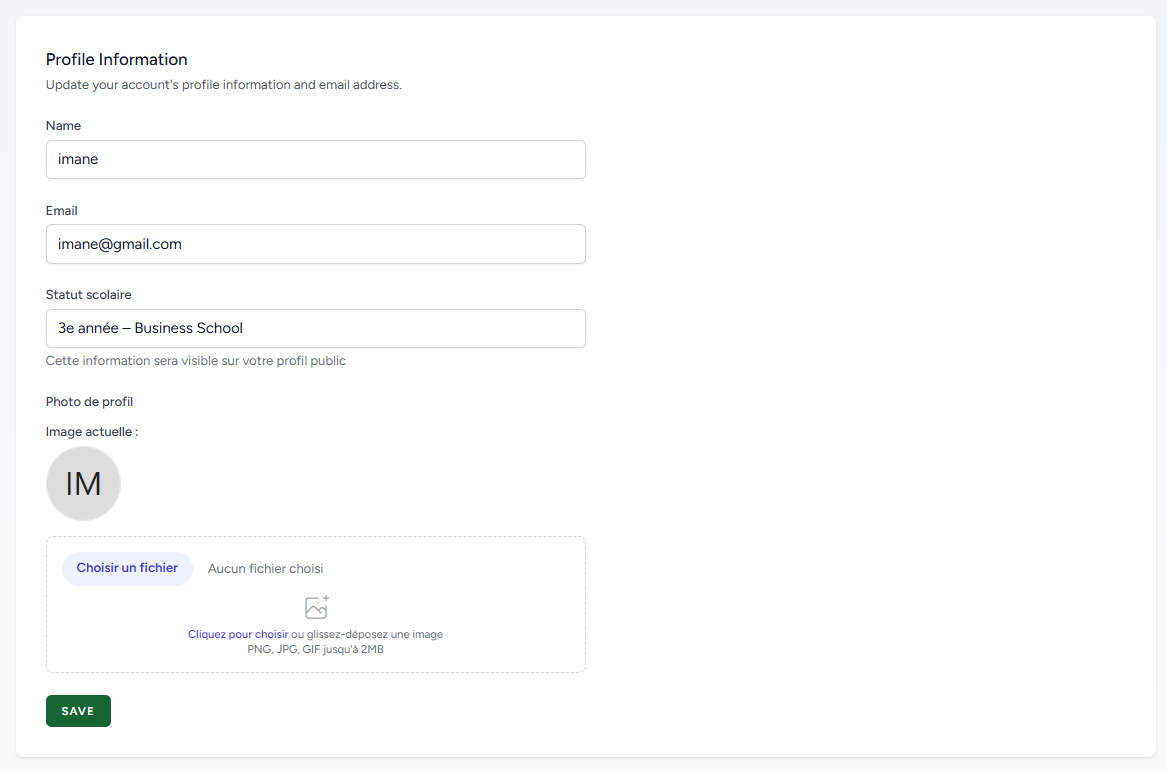 Profile Information
Update your account's profile information and email address.
Name
imane
Email
imane@gmail.com
Statut scolaire
3e année – Business School
Cette information sera visible sur votre profil public
Photo de profil
Image actuelle :
IM
Choisir un fichier Aucun fichier choisi
Cliquez pour choisir ou glissez-déposez une image
PNG, JPG, GIF jusqu'à 2MB
SAVE